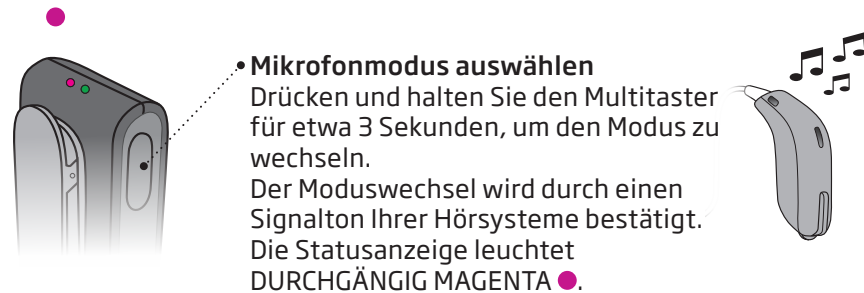 Mikrofonmodus auswählen
Drücken und halten Sie den Multitaster
für etwa 3 Sekunden, um den Modus zu
wechseln.
Der Moduswechsel wird durch einen
Signalton Ihrer Hörsysteme bestätigt.
Die Statusanzeige leuchtet
DURCHGÄNGIG MAGENTA ●.